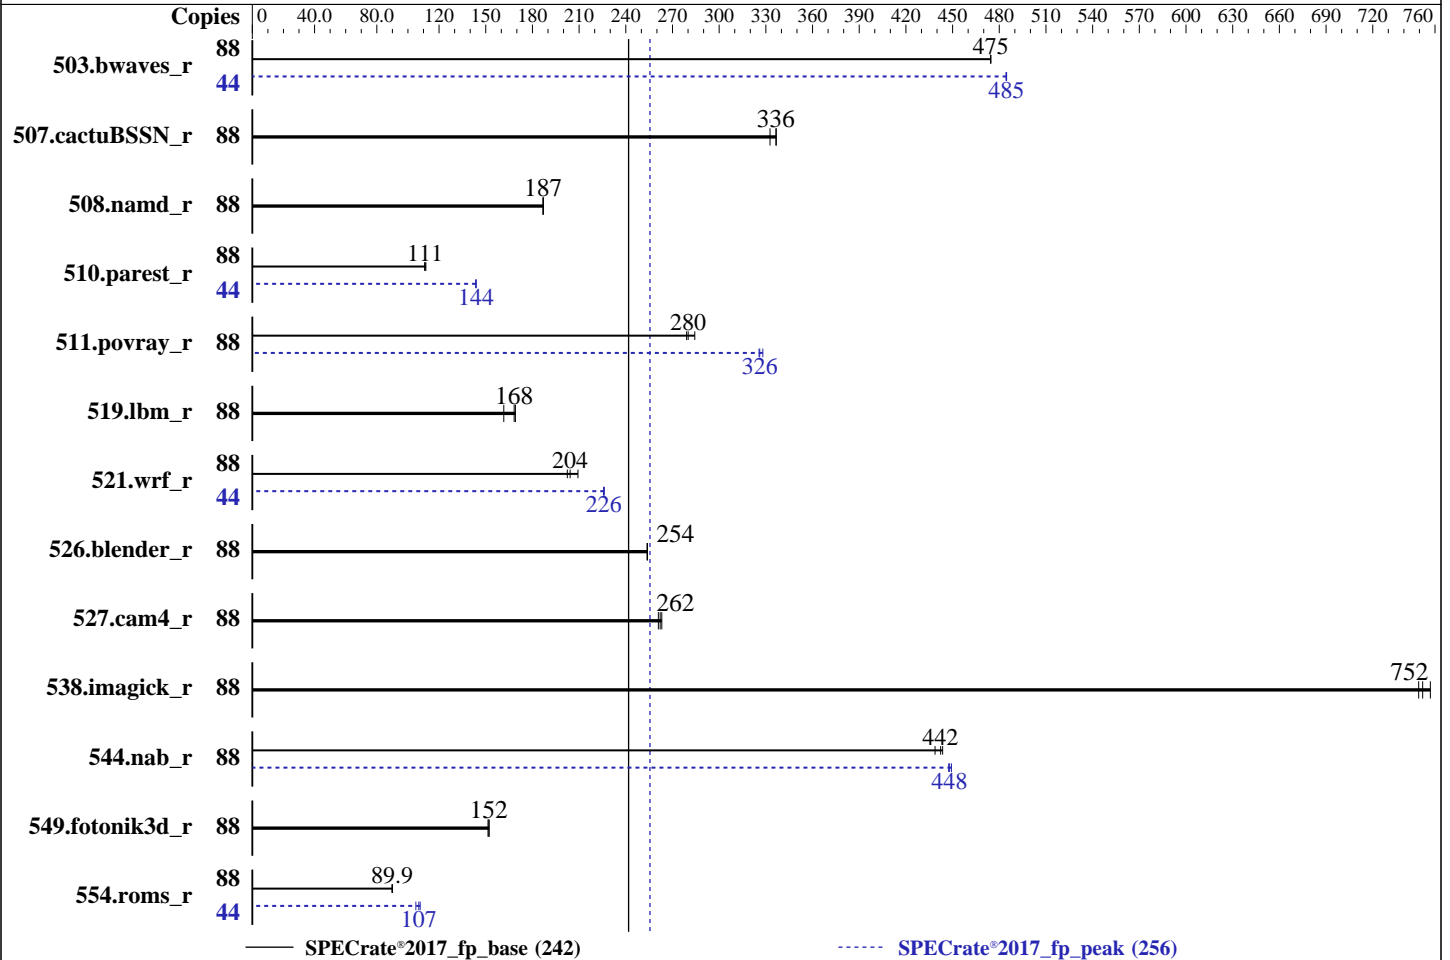 Copies 0 40.0 80.0 120 150 180 210 240 270 300 330 360 390 420 450 480 510 540 570 600 630 660 690 720 760
503.bwaves_r 88 475
44 485
507.cactuBSSN_r 88 336
508.namd_r 88 187
510.parest_r 88 111
44 144
511.povray_r 88 280
326
519.lbm_r 88 168
521.wrf_r 88 204
44 226
526.blender_r 88 254
527.cam4_r 88 262
538.imagick_r 88 752
544.nab_r 88 442
448
549.fotonik3d_r 88 152
554.roms_r 88 89.9
44 107
SPECrate®2017_fp_base (242) SPECrate®2017_fp_peak (256)